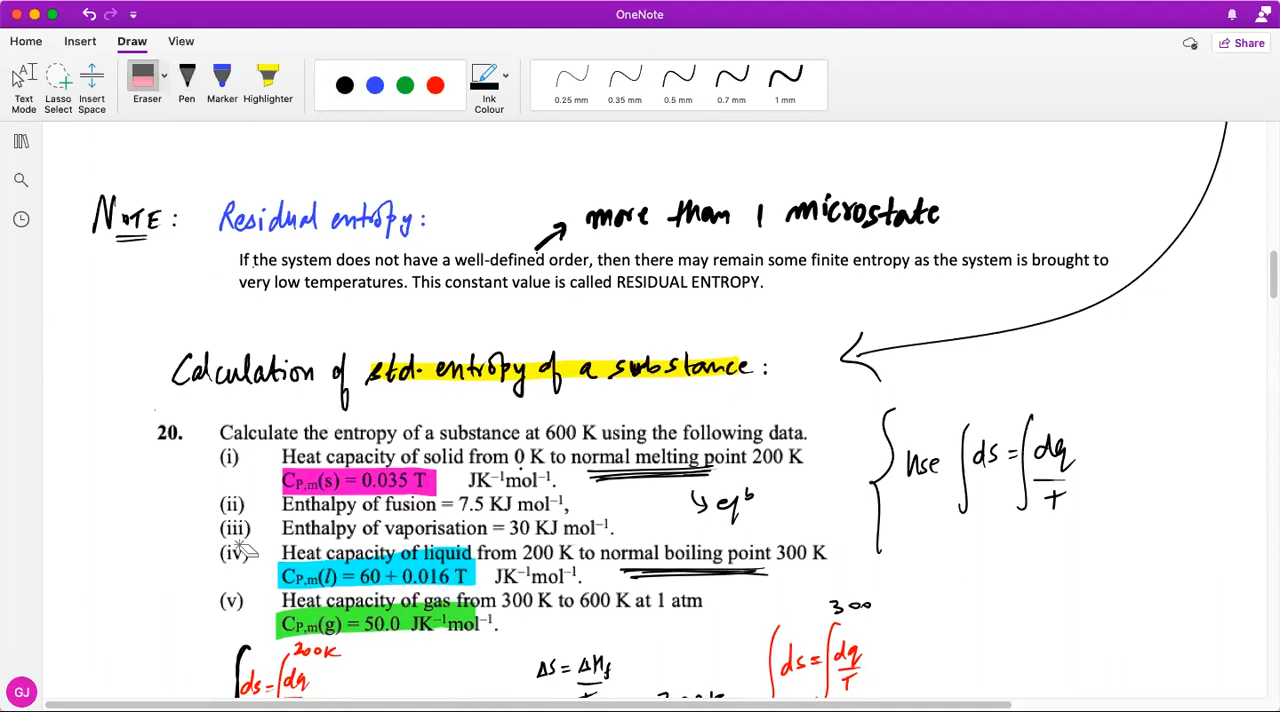 OneNote
Home Insert Draw View
Share
Text Mode
Lasso Select
Insert Space
Eraser
Pen
Marker
Highlighter
Ink Colour
0.25 mm
0.35 mm
0.5 mm
0.7 mm
1 mm
NOTE: Residual entropy: more than 1 microstate
If the system does not have a well-defined order, then there may remain some finite entropy as the system is brought to
very low temperatures. This constant value is called RESIDUAL ENTROPY.
Calculation of std. entropy of a substance:
20. Calculate the entropy of a substance at 600 K using the following data.
(i) Heat capacity of solid from 0 K to normal melting point 200 K
CP,m(s) = 0.035 T JK⁻¹mol⁻¹.
↳ eqᵇ
(ii) Enthalpy of fusion = 7.5 KJ mol⁻¹,
(iii) Enthalpy of vaporisation = 30 KJ mol⁻¹.
(iv) Heat capacity of liquid from 200 K to normal boiling point 300 K
CP,m(l) = 60 + 0.016 T JK⁻¹mol⁻¹.
(v) Heat capacity of gas from 300 K to 600 K at 1 atm
CP,m(g) = 50.0 JK⁻¹mol⁻¹.
use ∫ds = ∫dq/T
200K
∫ds = ∫dq
ΔS = ΔHf
300
∫ds = ∫dq/T
GJ